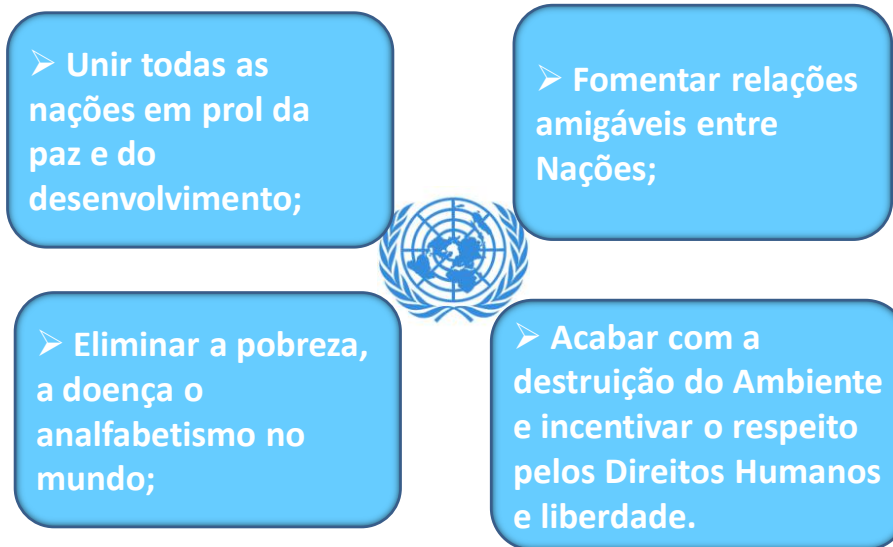 ➢ Unir todas as
nações em prol da
paz e do
desenvolvimento;
➢ Fomentar relações
amigáveis entre
Nações;
➢ Eliminar a pobreza,
a doença o
analfabetismo no
mundo;
➢ Acabar com a
destruição do Ambiente
e incentivar o respeito
pelos Direitos Humanos
e liberdade.